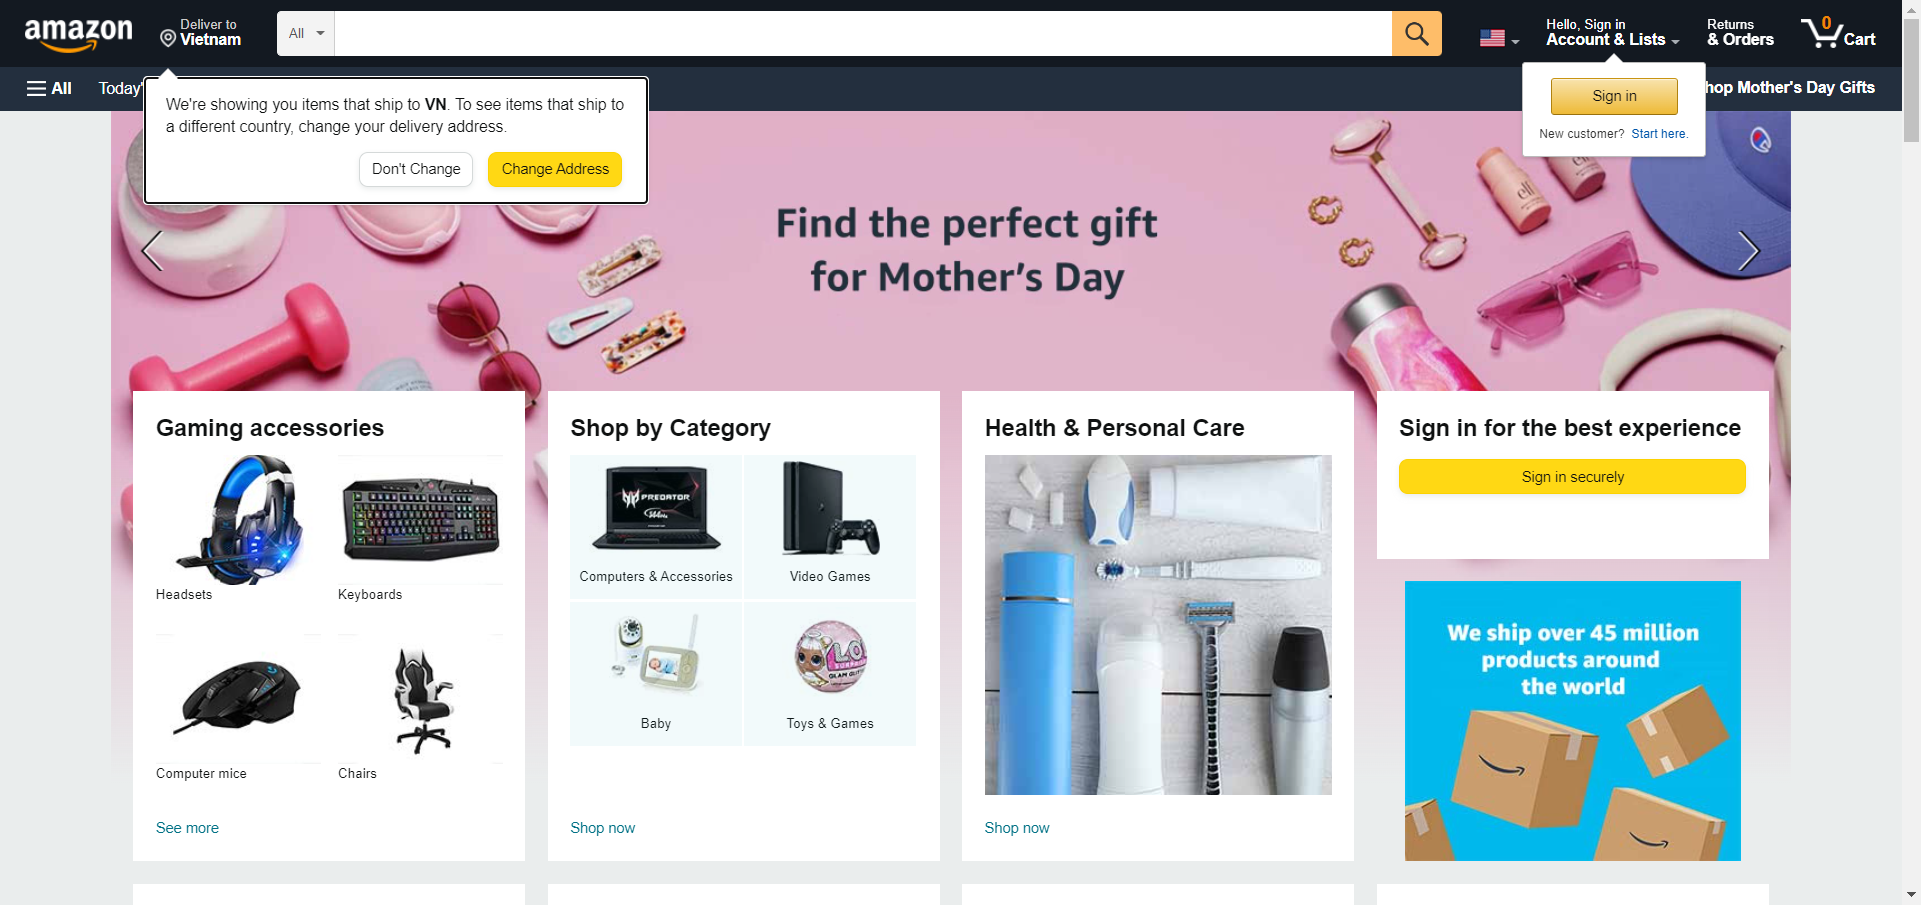 amazon
Deliver to
Vietnam
All
Hello, Sign in
Account & Lists
Returns
& Orders
0
Cart
All
Today'
hop Mother's Day Gifts
We're showing you items that ship to VN. To see items that ship to
a different country, change your delivery address.
Don't Change
Change Address
Sign in
New customer? Start here.
Find the perfect gift
for Mother's Day
elf
Gaming accessories
Headsets
Keyboards
Computer mice
Chairs
See more
Shop by Category
PREDATOR
Computers & Accessories
Video Games
Baby
L.O.L.
SURPRISE
GLAM GLITTER
Toys & Games
Shop now
Health & Personal Care
Shop now
Sign in for the best experience
Sign in securely
We ship over 45 million
products around
the world